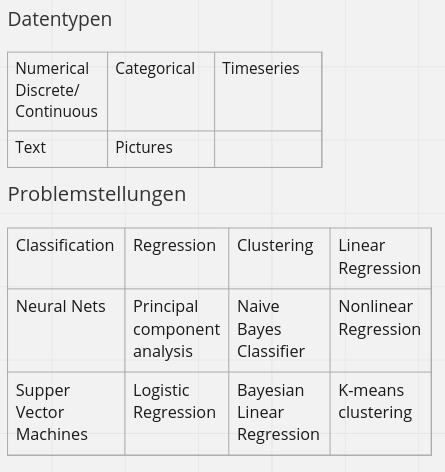 Datentypen
Numerical Categorical Timeseries
Discrete/
Continuous
Text Pictures
Problemstellungen
Classification Regression Clustering Linear
Regression
Neural Nets Principal Naive Nonlinear
component Bayes Regression
analysis Classifier
Supper Logistic Bayesian K-means
Vector Regression Linear clustering
Machines Regression